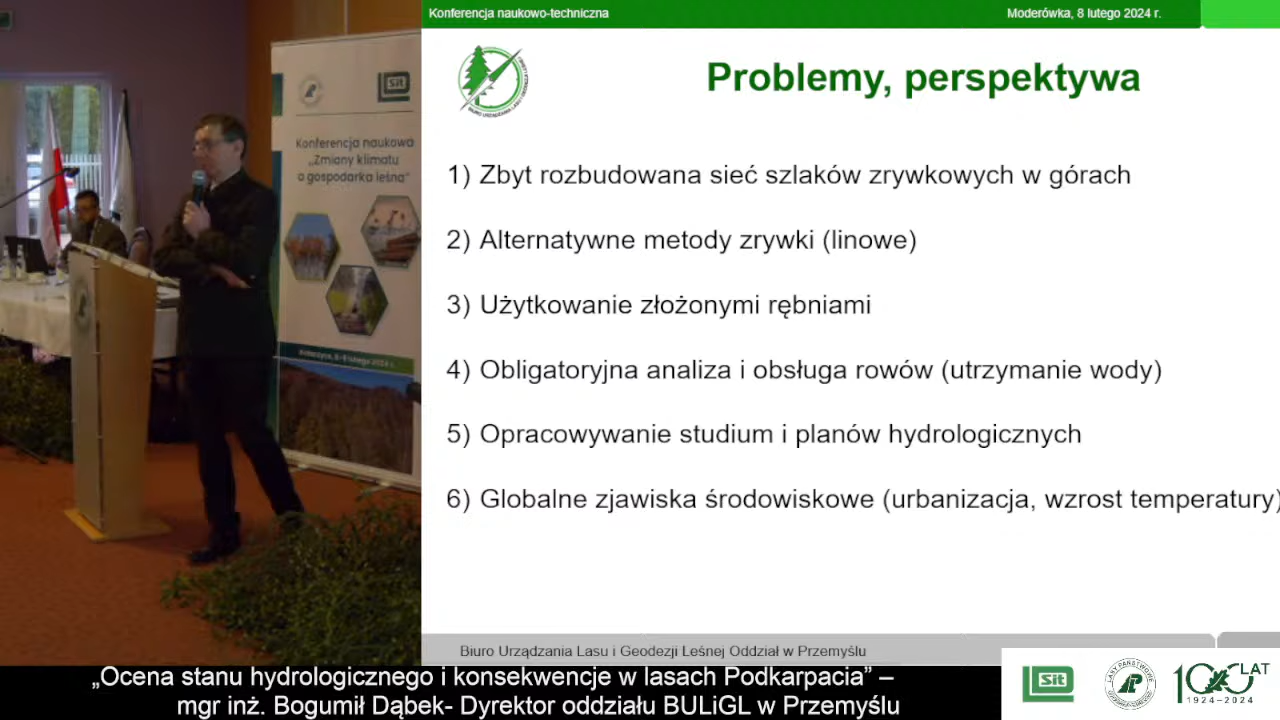 Konferencja naukowo-techniczna
Moderówka, 8 lutego 2024 r.
Problemy, perspektywa
1) Zbyt rozbudowana sieć szlaków zrywkowych w górach
2) Alternatywne metody zrywki (linowe)
3) Użytkowanie złożonymi rębniami
4) Obligatoryjna analiza i obsługa rowów (utrzymanie wody)
5) Opracowywanie studium i planów hydrologicznych
6) Globalne zjawiska środowiskowe (urbanizacja, wzrost temperatury)
Biuro Urządzania Lasu i Geodezji Leśnej Oddział w Przemyślu
Sit
Konferencja naukowa
„Zmiany klimatu
a gospodarka leśna”
„Ocena stanu hydrologicznego i konsekwencje w lasach Podkarpacia” –
mgr inż. Bogumił Dąbek- Dyrektor oddziału BULiGL w Przemyślu
Sit
LASY PAŃSTWOWE
100 LAT
1924-2024